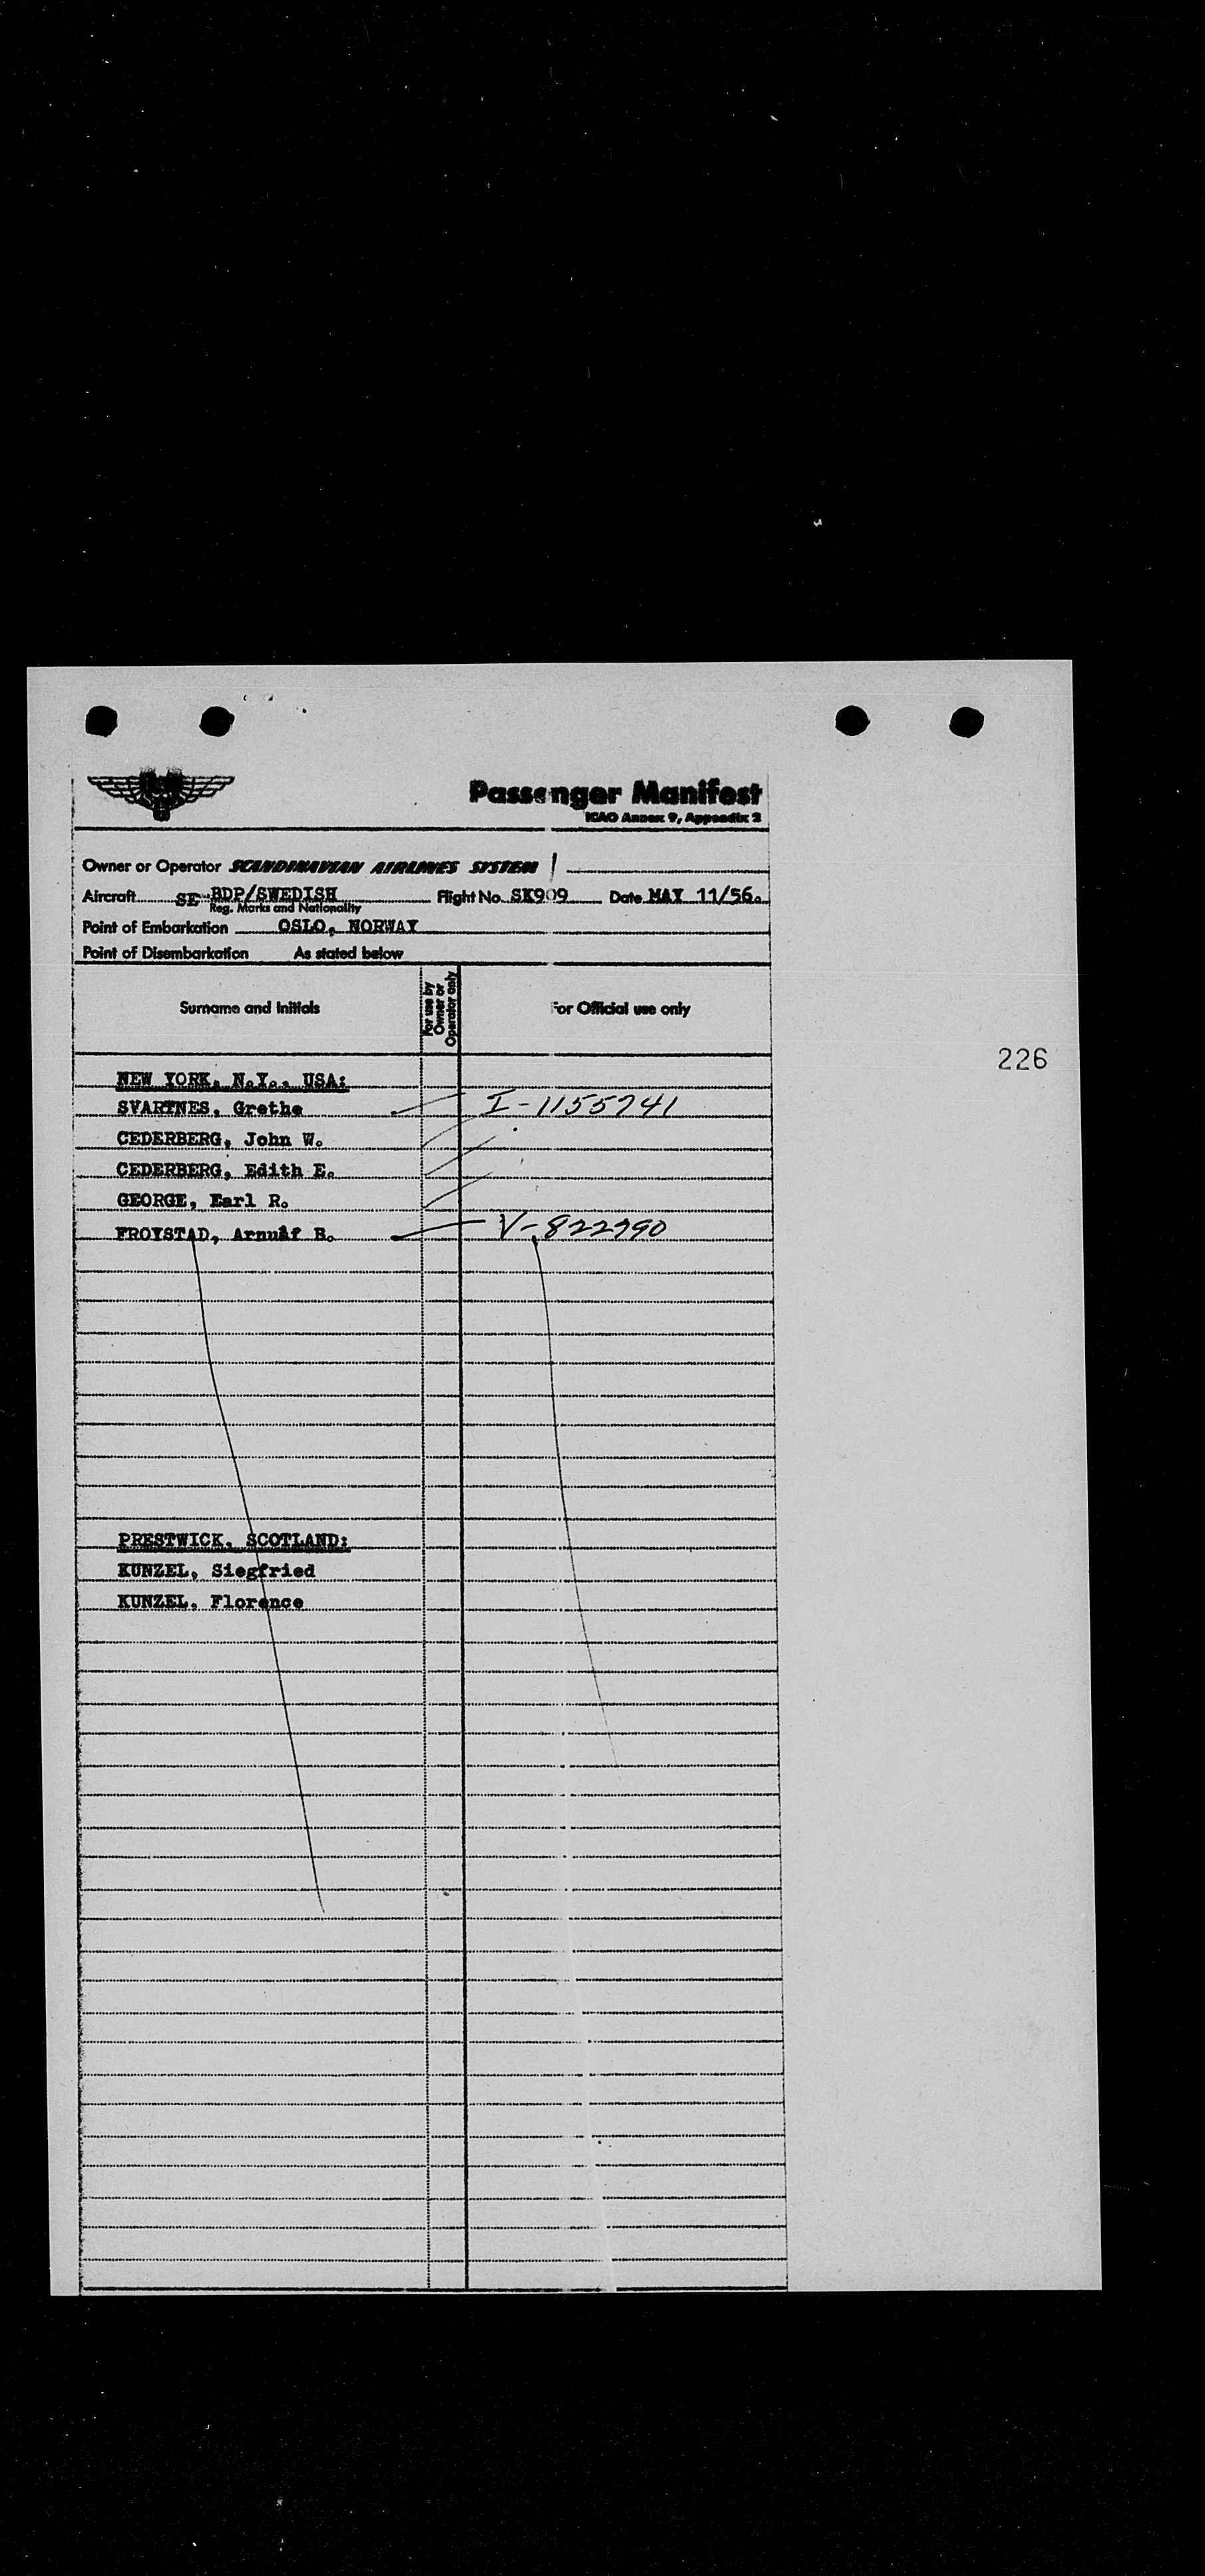 Passenger Manifest
ICAO Annex 9, Appendix 2
Owner or Operator SCANDINAVIAN AIRLINES SYSTEM
Aircraft SE-BDP/SWEDISH Flight No. SK909 Date MAY 11/56.
Reg. Marks and Nationality
Point of Embarkation OSLO, NORWAY
Point of Disembarkation As stated below
Surname and Initials For use by Owner or Operator only For Official use only
226
NEW YORK, N.Y., USA:
SVARTNES, Grethe I-1155741
CEDERBERG, John W.
CEDERBERG, Edith E.
GEORGE, Earl R.
FROYSTAD, B. V-822790
PRESTWICK, SCOTLAND:
KUNZEL, Siegfried
KUNZEL, Florence